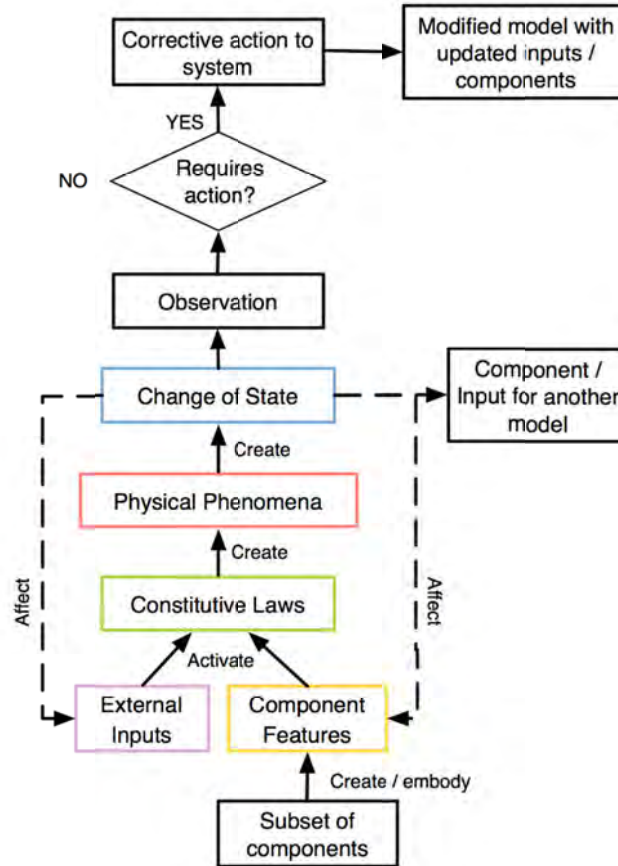 Corrective action to
system
Modified model with
updated inputs /
components
YES
NO
Requires
action?
Observation
Change of State
Component /
Input for another
model
Create
Physical Phenomena
Create
Constitutive Laws
Affect
Affect
Activate
External
Inputs
Component
Features
Create / embody
Subset of
components